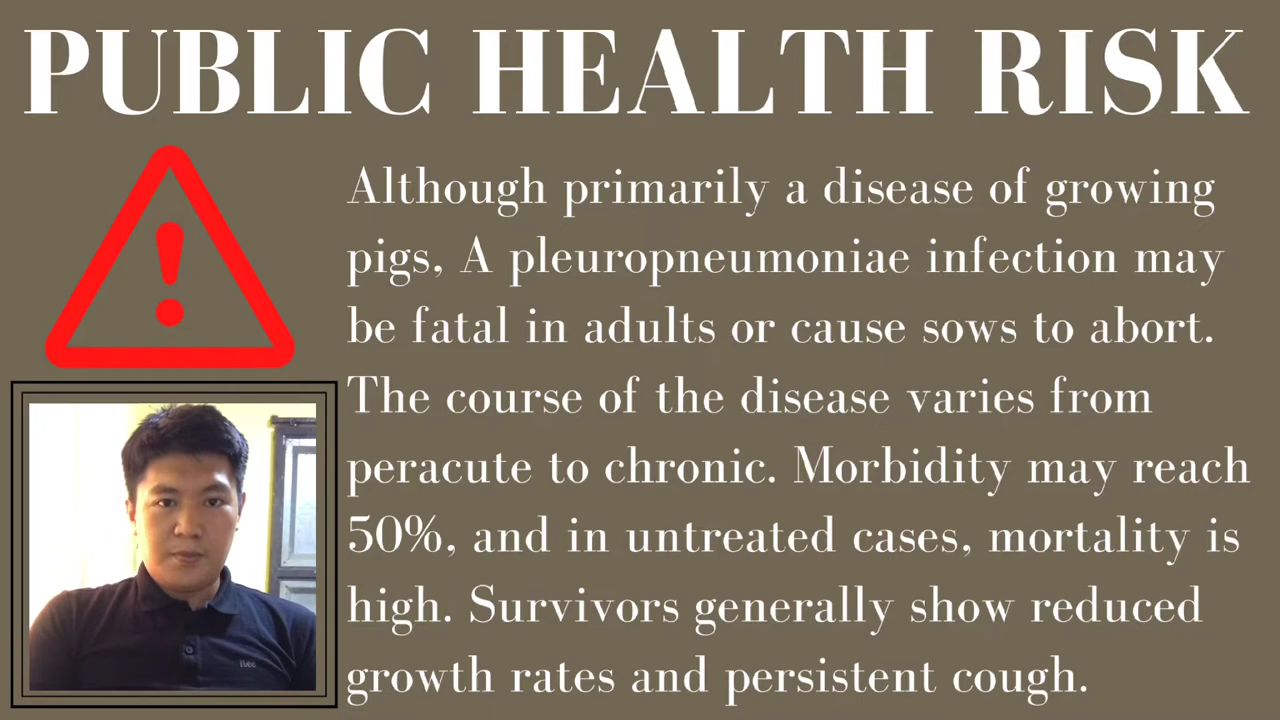 PUBLIC HEALTH RISK
Although primarily a disease of growing
pigs, A pleuropneumoniae infection may
be fatal in adults or cause sows to abort.
The course of the disease varies from
peracute to chronic. Morbidity may reach
50%, and in untreated cases, mortality is
high. Survivors generally show reduced
growth rates and persistent cough.